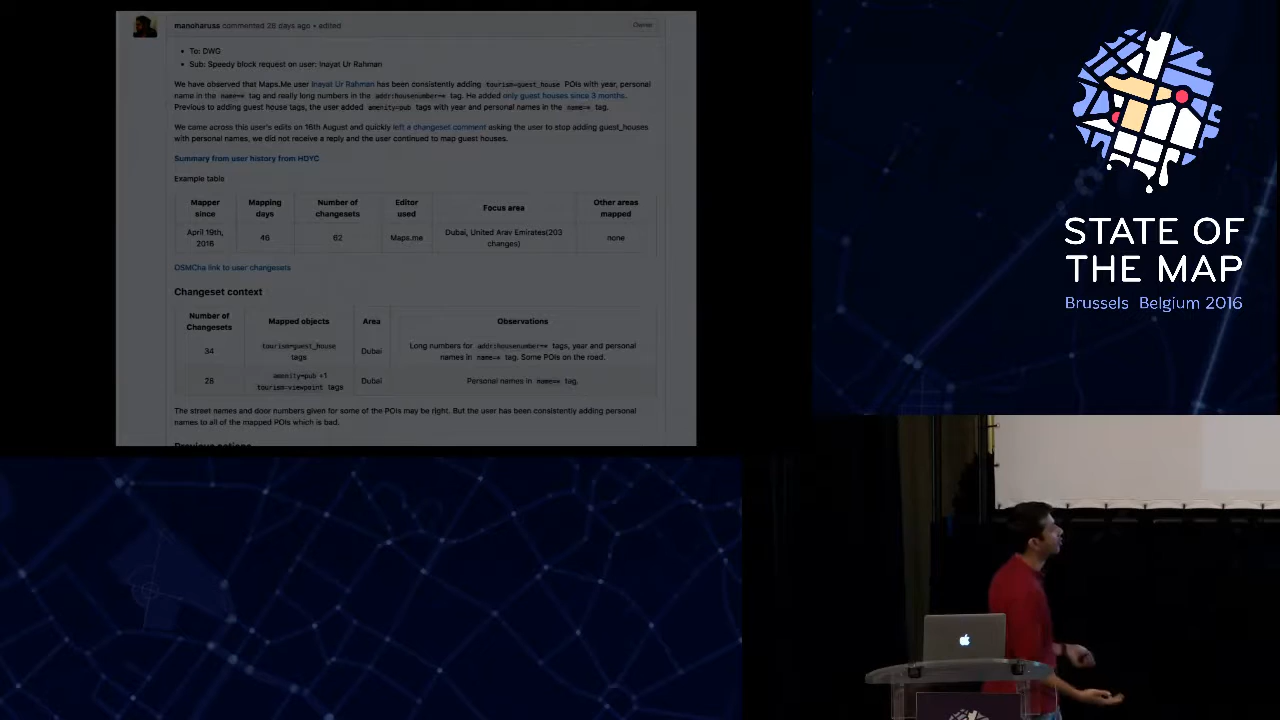 manoharuss commented 28 days ago • edited
Owner
• To: DWG
• Sub: Speedy block request on user: Inayat Ur Rahman
We have observed that Maps.Me user Inayat Ur Rahman has been consistently adding tourism=guest_house POIs with year, personal
name in the name=* tag and really long numbers in the addr:housenumber=* tag. He added only guest houses since 3 months.
Previous to adding guest house tags, the user added amenity=pub tags with year and personal names in the name=* tag.
We came across this user's edits on 16th August and quickly left a changeset comment asking the user to stop adding guest_houses
with personal names, we did not receive a reply and the user continued to map guest houses.
Summary from user history from HDYC
Example table
Mapper since
Mapping days
Number of changesets
Editor used
Focus area
Other areas mapped
April 19th, 2016
46
62
Maps.me
Dubai, United Arav Emirates(203 changes)
none
OSMCha link to user changesets
Changeset context
Number of Changesets
Mapped objects
Area
Observations
34
tourism=guest_house tags
Dubai
Long numbers for addr:housenumber=* tags, year and personal
names in name=* tag. Some POIs on the road.
28
amenity=pub +1
tourism=viewpoint tags
Dubai
Personal names in name=* tag.
The street names and door numbers given for some of the POIs may be right. But the user has been consistently adding personal
names to all of the mapped POIs which is bad.
Previous actions
STATE OF
THE MAP
Brussels Belgium 2016